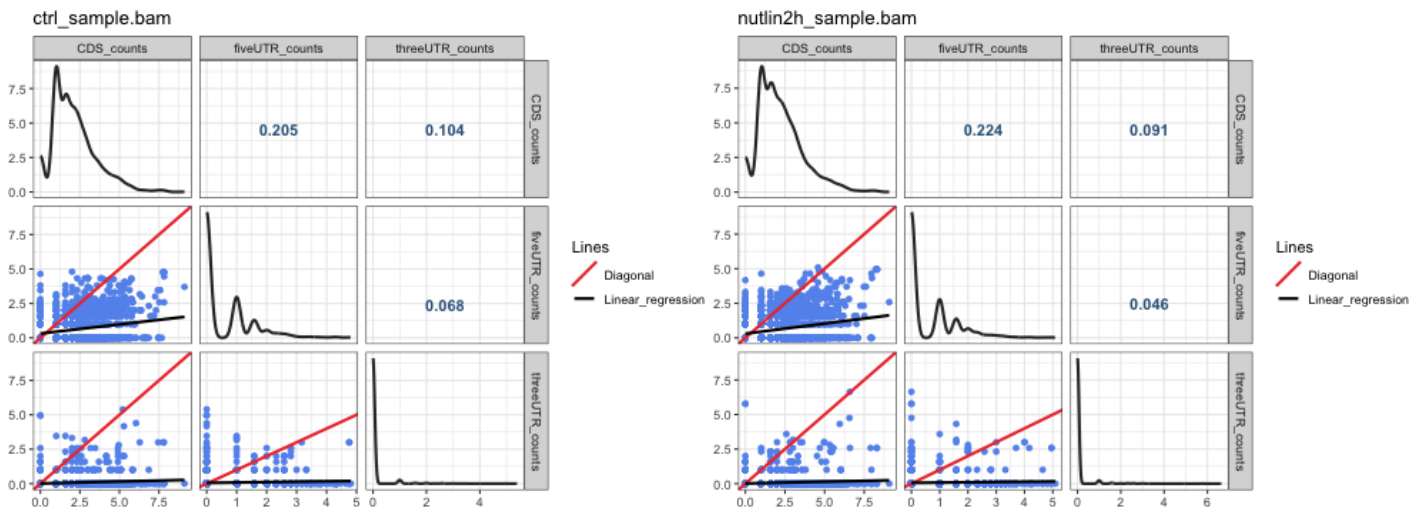 ctrl_sample.bam
CDS_counts fiveUTR_counts threeUTR_counts
7.5
5.0
2.5
0.0
0.205
0.104
CDS_counts
7.5
5.0
2.5
0.0
0.068
fiveUTR_counts
7.5
5.0
2.5
0.0
threeUTR_counts
0.0 2.5 5.0 7.5
0 1 2 3 4 5
0 2 4
Lines
Diagonal
Linear_regression
nutlin2h_sample.bam
CDS_counts fiveUTR_counts threeUTR_counts
7.5
5.0
2.5
0.0
0.224
0.091
CDS_counts
7.5
5.0
2.5
0.0
0.046
fiveUTR_counts
7.5
5.0
2.5
0.0
threeUTR_counts
0.0 2.5 5.0 7.5
0 1 2 3 4 5
0 2 4 6
Lines
Diagonal
Linear_regression